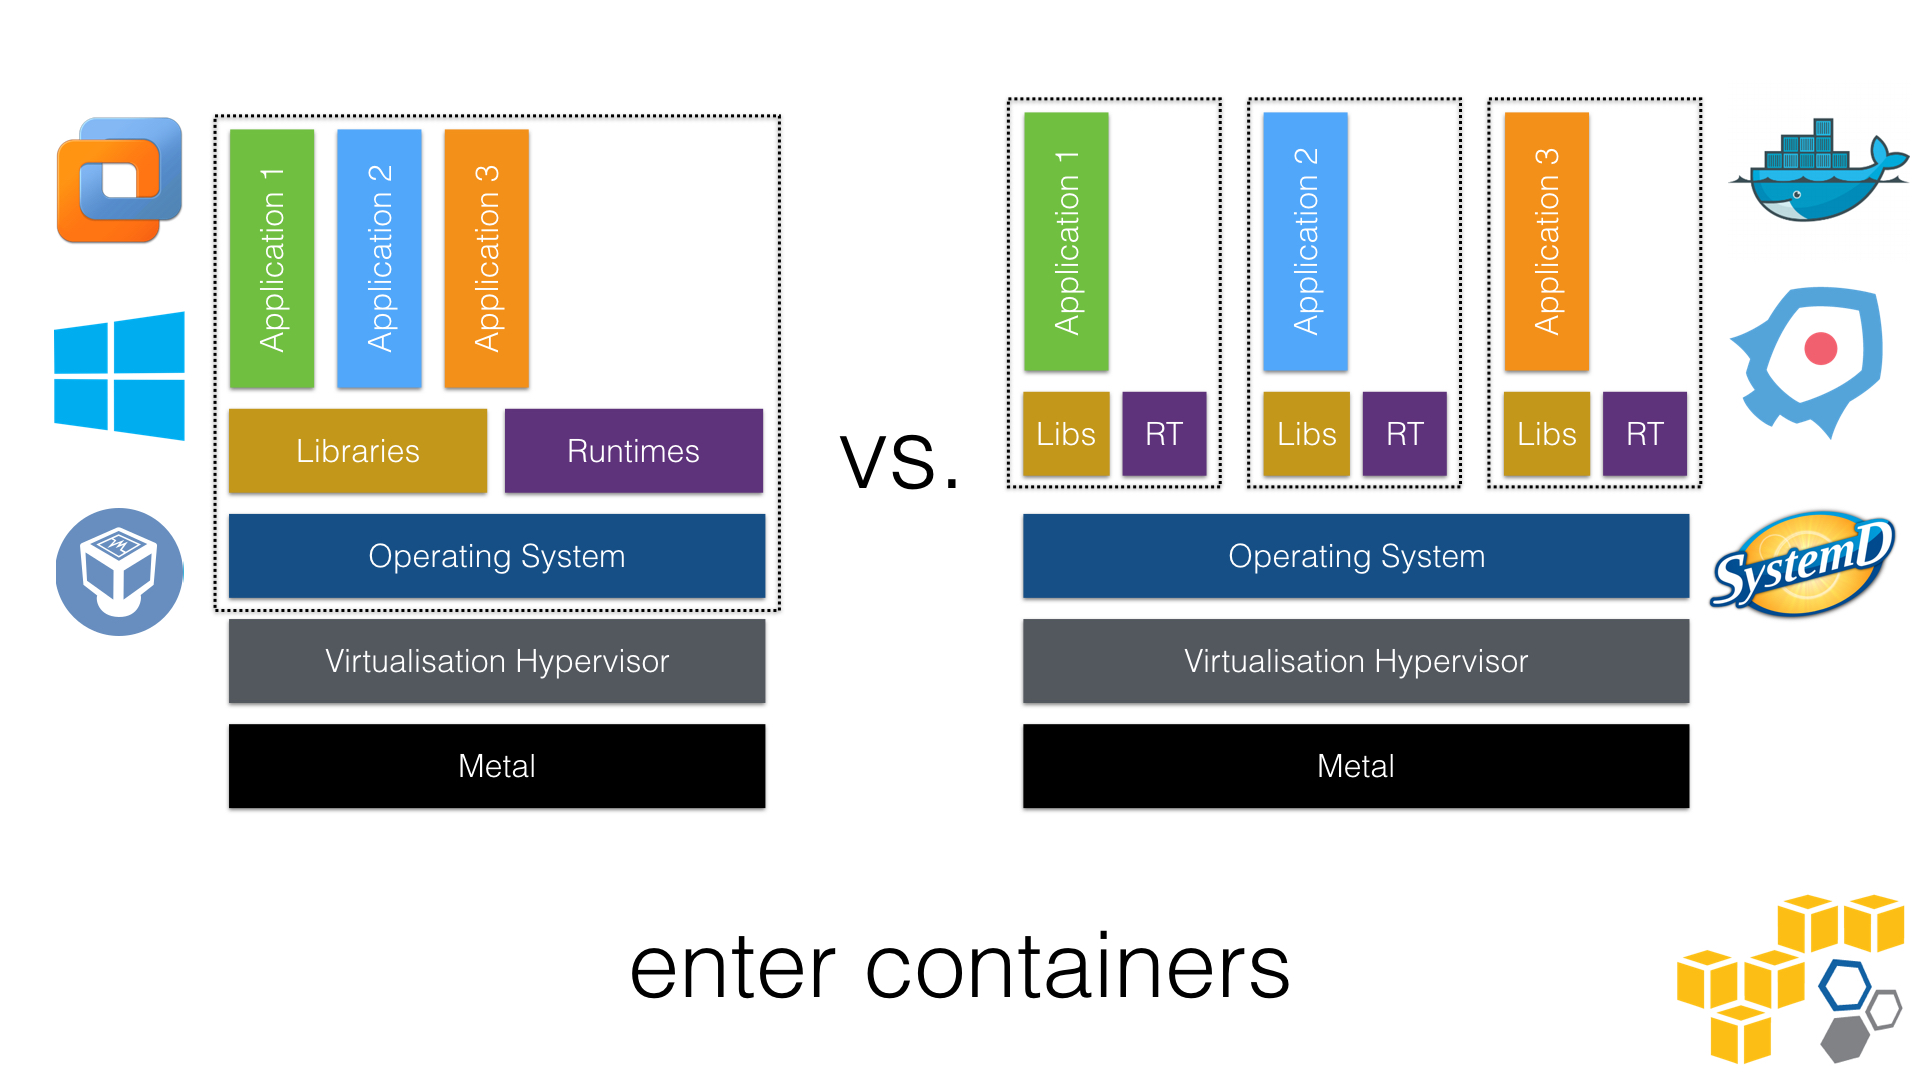 Application 1
Application 2
Application 3
Libraries
Runtimes
Operating System
Virtualisation Hypervisor
Metal
vs.
Application 1
Libs
RT
Application 2
Libs
RT
Application 3
Libs
RT
Operating System
Virtualisation Hypervisor
Metal
SystemD
enter containers